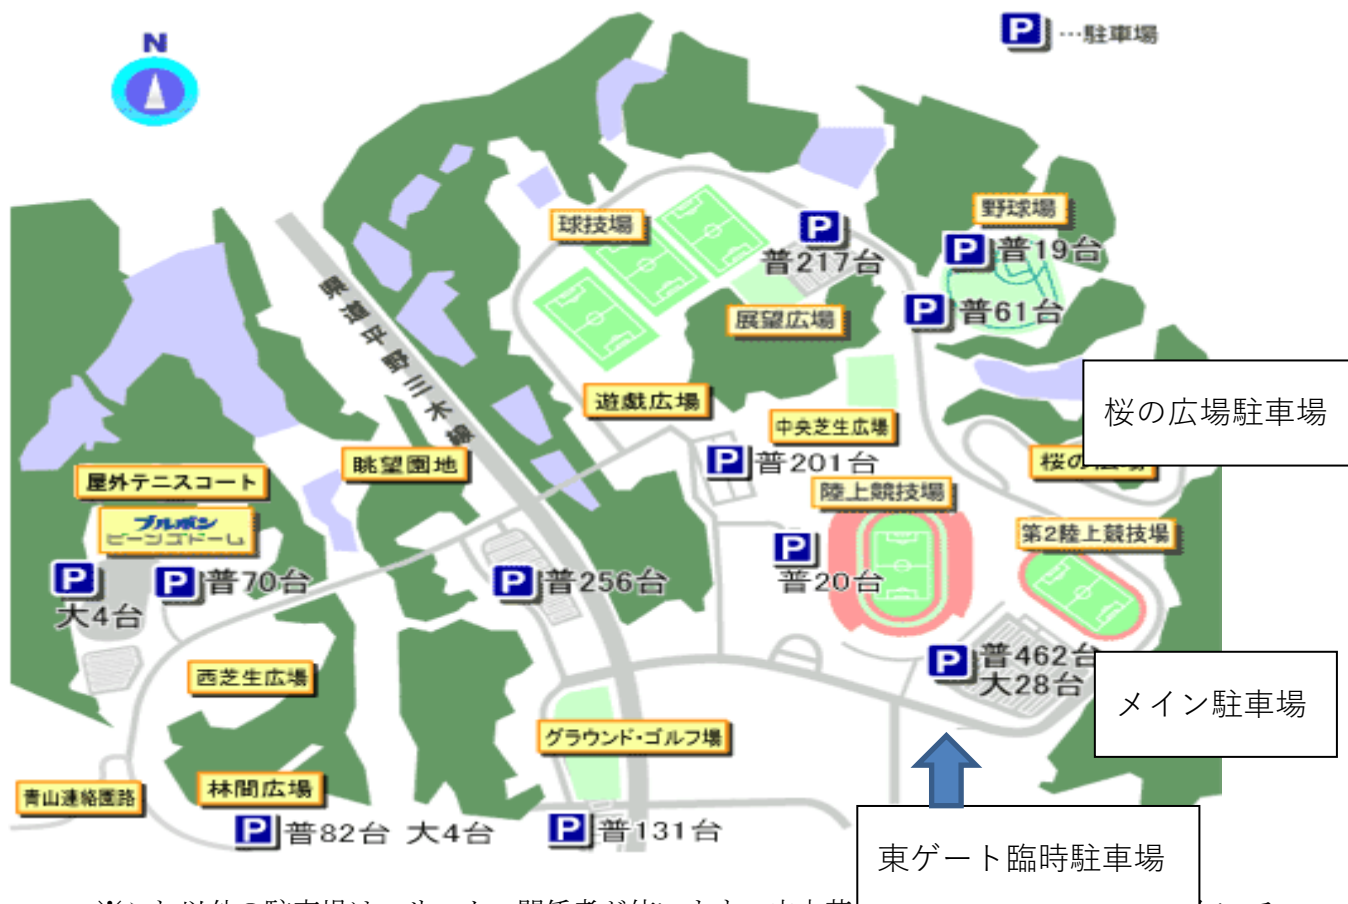 N
P …駐車場
球技場
野球場
P
普217台
P 普19台
展望広場
P 普61台
県道平野三木線
桜の広場駐車場
遊戯広場
中央芝生広場
眺望園地
P 普201台
桜の広場
屋外テニスコート
陸上競技場
ブルボン
ビーンズドーム
第2陸上競技場
P
大4台
P 普70台
P 普256台
P
普20台
P 普462台
大28台
西芝生広場
メイン駐車場
グラウンド・ゴルフ場
林間広場
青山連絡園路
P 普82台 大4台
P 普131台
東ゲート臨時駐車場